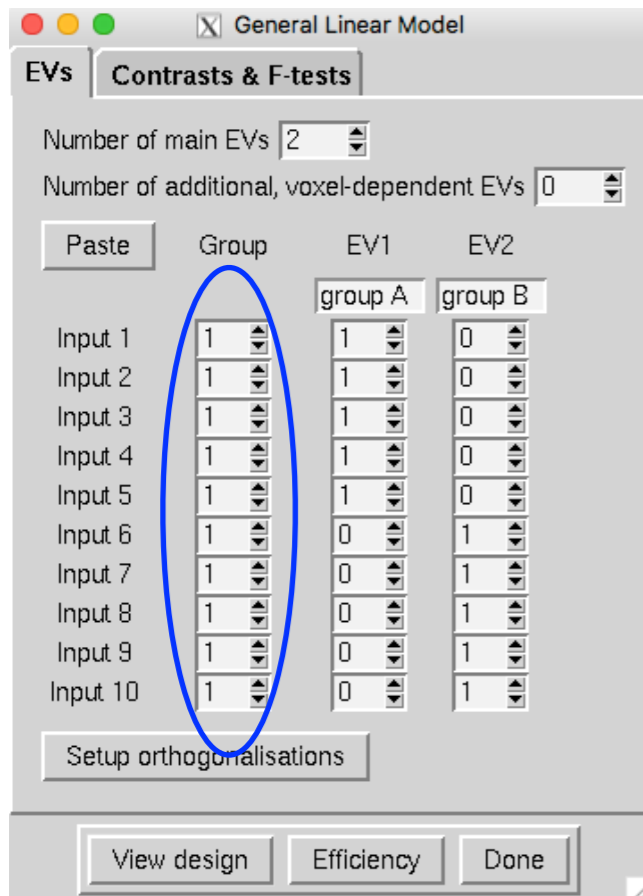 General Linear Model
EVs Contrasts & F-tests
Number of main EVs 2
Number of additional, voxel-dependent EVs 0
Paste Group EV1 EV2
group A group B
Input 1 1 1 0
Input 2 1 1 0
Input 3 1 1 0
Input 4 1 1 0
Input 5 1 1 0
Input 6 1 0 1
Input 7 1 0 1
Input 8 1 0 1
Input 9 1 0 1
Input 10 1 0 1
Setup orthogonalisations
View design Efficiency Done